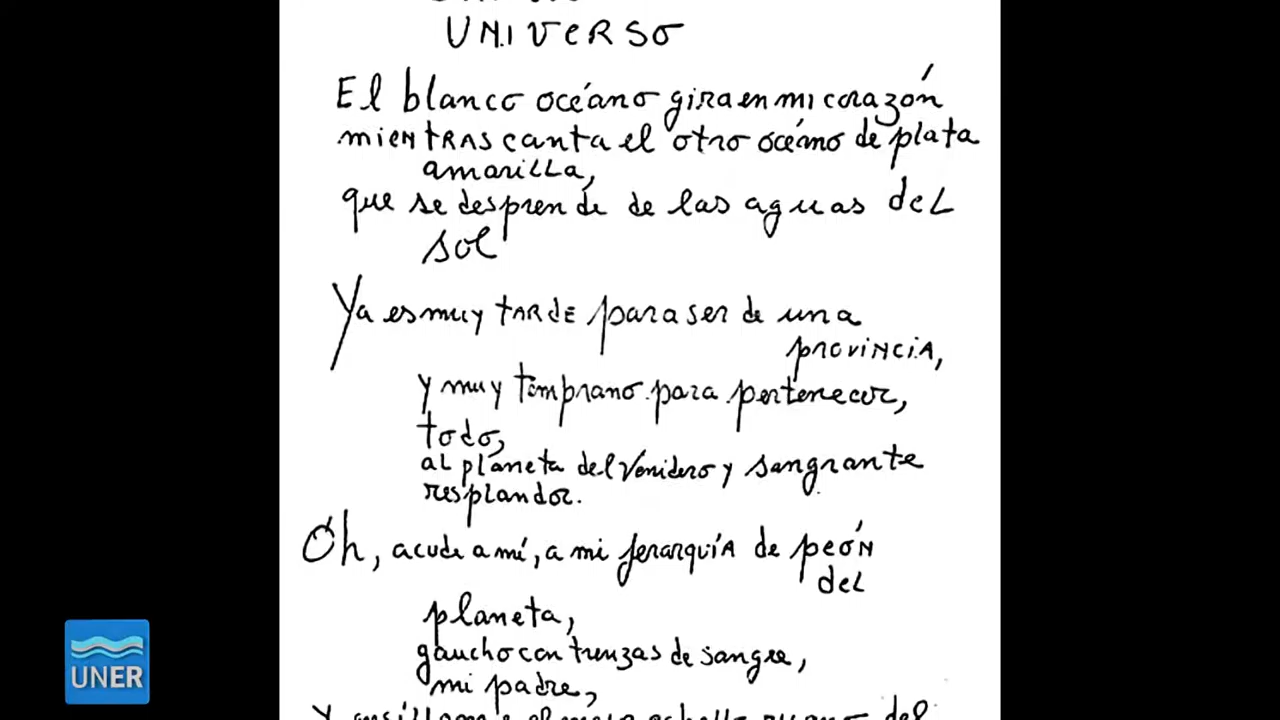 UNIVERSO
El blanco océano gira en mi corazón
mientras canta el otro océano de plata
amarilla,
que se desprende de las aguas del
sol
Ya es muy tarde para ser de una
provincia,
y muy temprano para pertenecer,
todo,
al planeta del venidero y sangrante
resplandor.
Oh, acude a mí, a mi jerarquía de peón
del
planeta,
gaucho con trenzas de sangre,
mi padre,
UNER